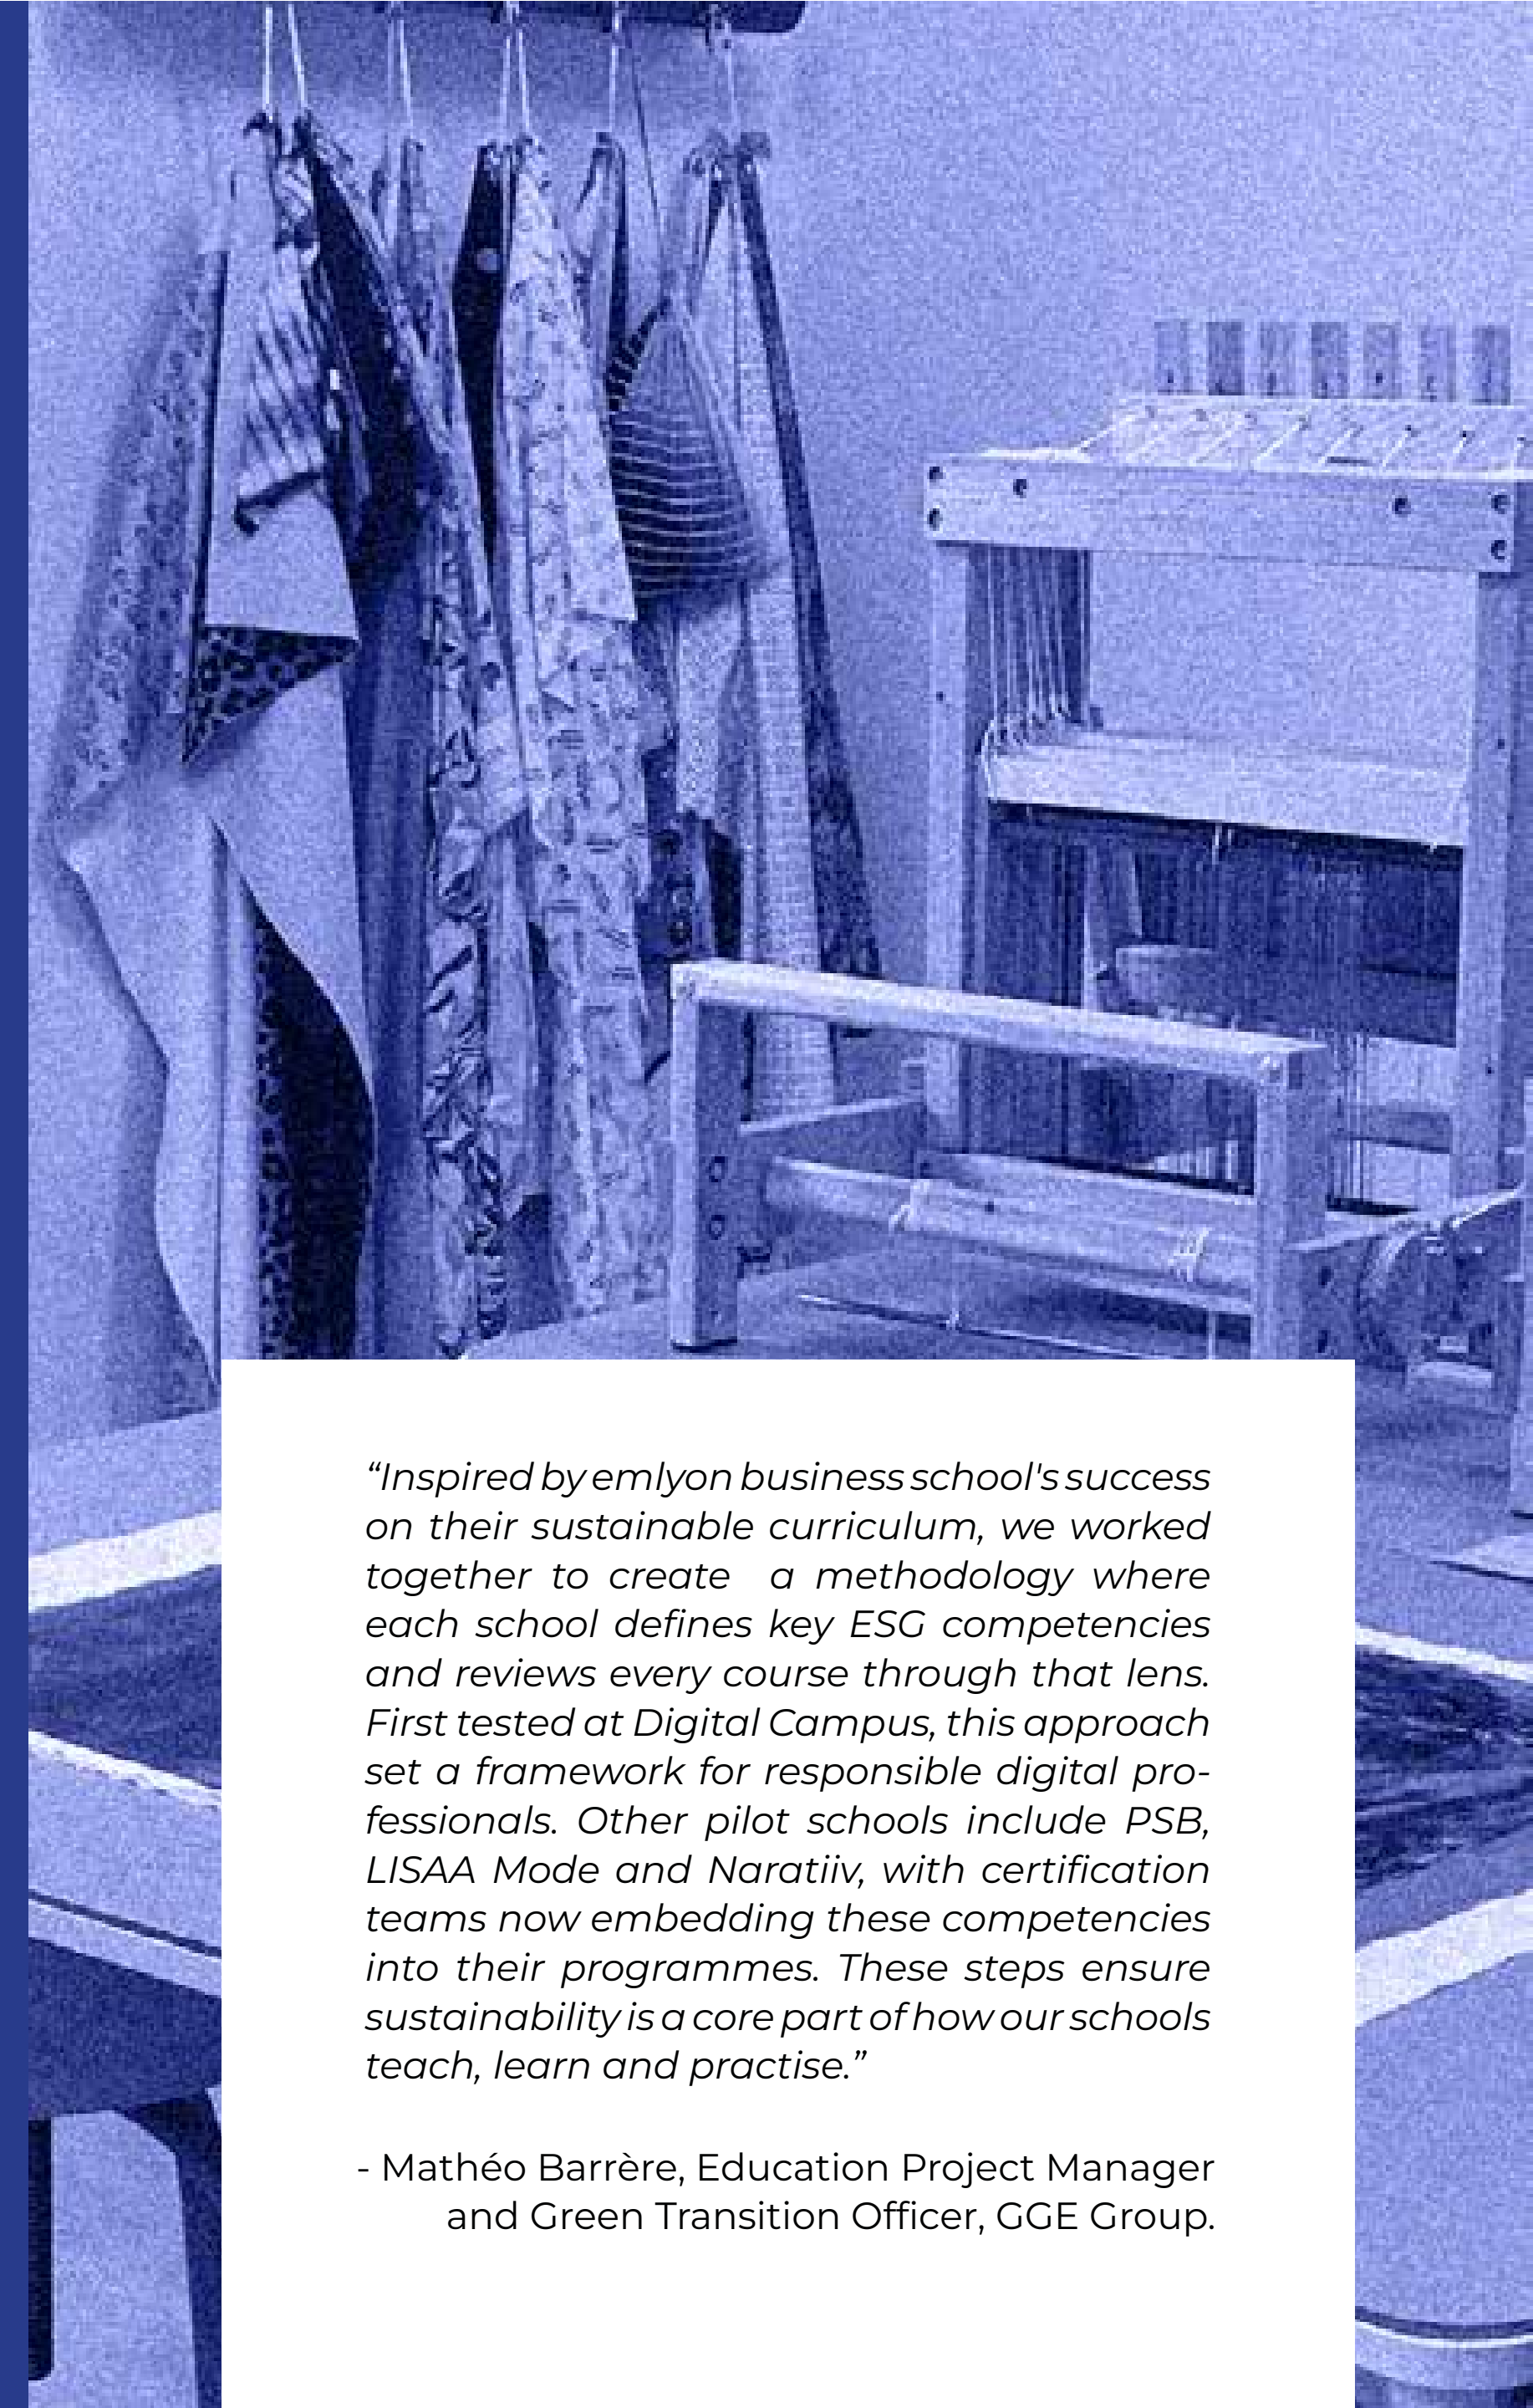 “Inspired by emlyon business school's success
on their sustainable curriculum, we worked
together to create a methodology where
each school defines key ESG competencies
and reviews every course through that lens.
First tested at Digital Campus, this approach
set a framework for responsible digital pro-
fessionals. Other pilot schools include PSB,
LISAA Mode and Naratiiv, with certification
teams now embedding these competencies
into their programmes. These steps ensure
sustainability is a core part of how our schools
teach, learn and practise.”
- Mathéo Barrère, Education Project Manager
and Green Transition Officer, GGE Group.